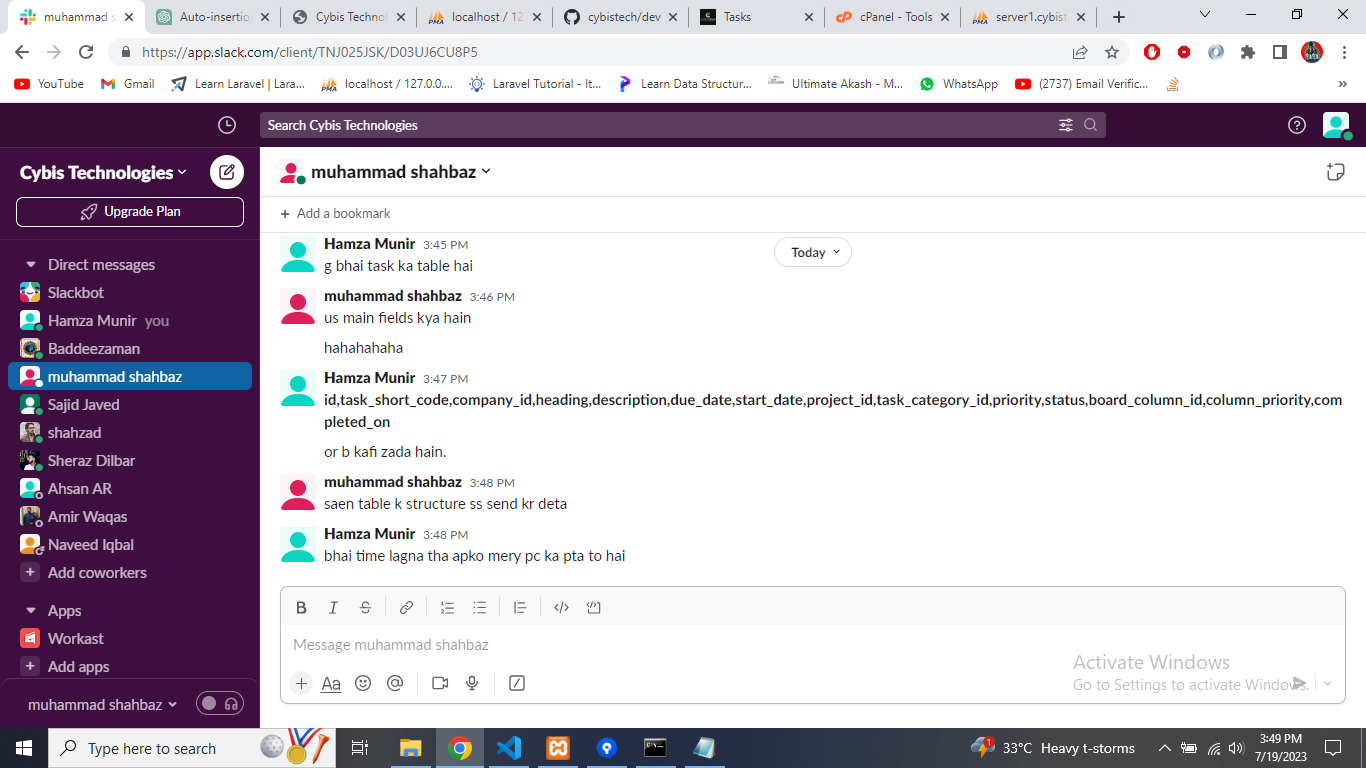 muhammad s
Auto-insertio
Cybis Technol
localhost / 12
cybistech/dev
Tasks
cPanel - Tools
server1.cybist
https://app.slack.com/client/TNJ025JSK/D03UJ6CU8P5
YouTube
Gmail
Learn Laravel | Lara...
localhost / 127.0.0....
Laravel Tutorial - It...
Learn Data Structur...
Ultimate Akash - M...
WhatsApp
(2737) Email Verific...
»
Search Cybis Technologies
Cybis Technologies
Upgrade Plan
Direct messages
Slackbot
Hamza Munir you
Baddeezaman
muhammad shahbaz
Sajid Javed
shahzad
Sheraz Dilbar
Ahsan AR
Amir Waqas
Naveed Iqbal
Add coworkers
Apps
Workast
Add apps
muhammad shahbaz
muhammad shahbaz
+ Add a bookmark
Today
Hamza Munir 3:45 PM
g bhai task ka table hai
muhammad shahbaz 3:46 PM
us main fields kya hain
hahahahaha
Hamza Munir 3:47 PM
id,task_short_code,company_id,heading,description,due_date,start_date,project_id,task_category_id,priority,status,board_column_id,column_priority,com
pleted_on
or b kafi zada hain.
muhammad shahbaz 3:48 PM
saen table k structure ss send kr deta
Hamza Munir 3:48 PM
bhai time lagna tha apko mery pc ka pta to hai
B I S
Message muhammad shahbaz
Aa
Activate Windows
Go to Settings to activate Windows.
Type here to search
1
33°C Heavy t-storms
3:49 PM
7/19/2023